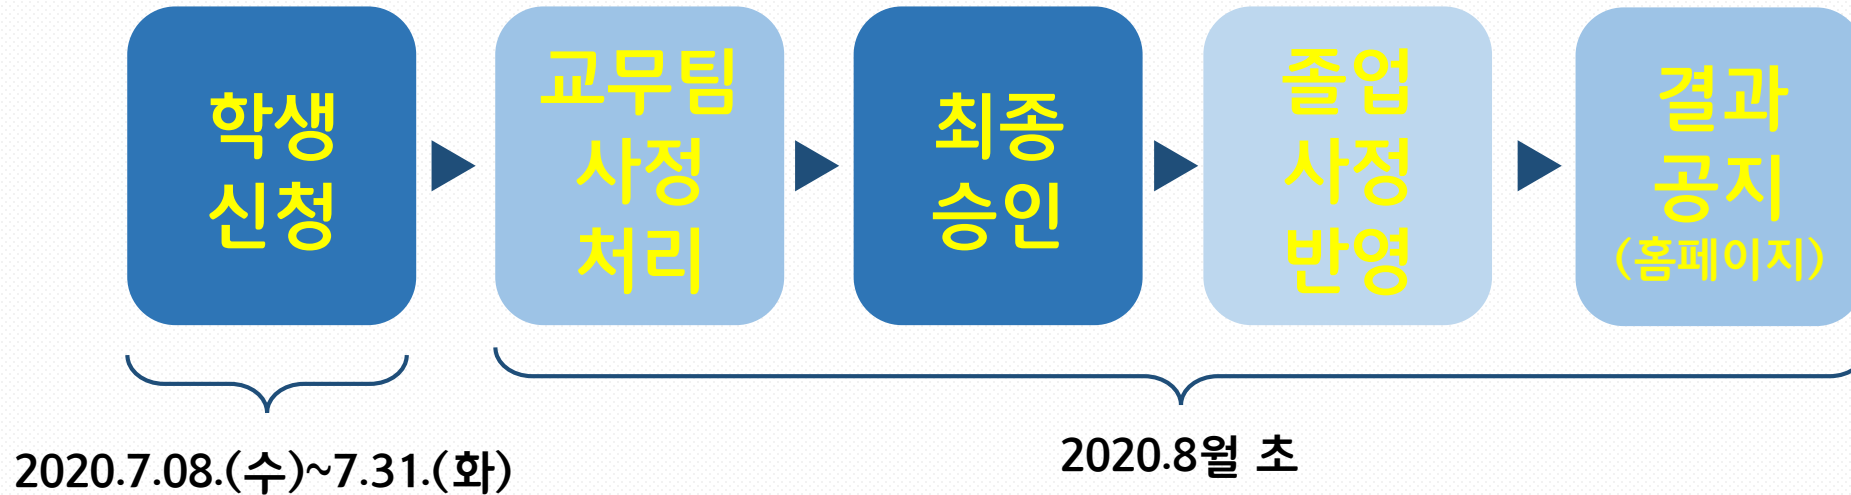 학생
신청
교무팀
사정
처리
최종
승인
졸업
사정
반영
결과
공지
(홈페이지)
2020.7.08.(수)~7.31.(화)
2020.8월 초